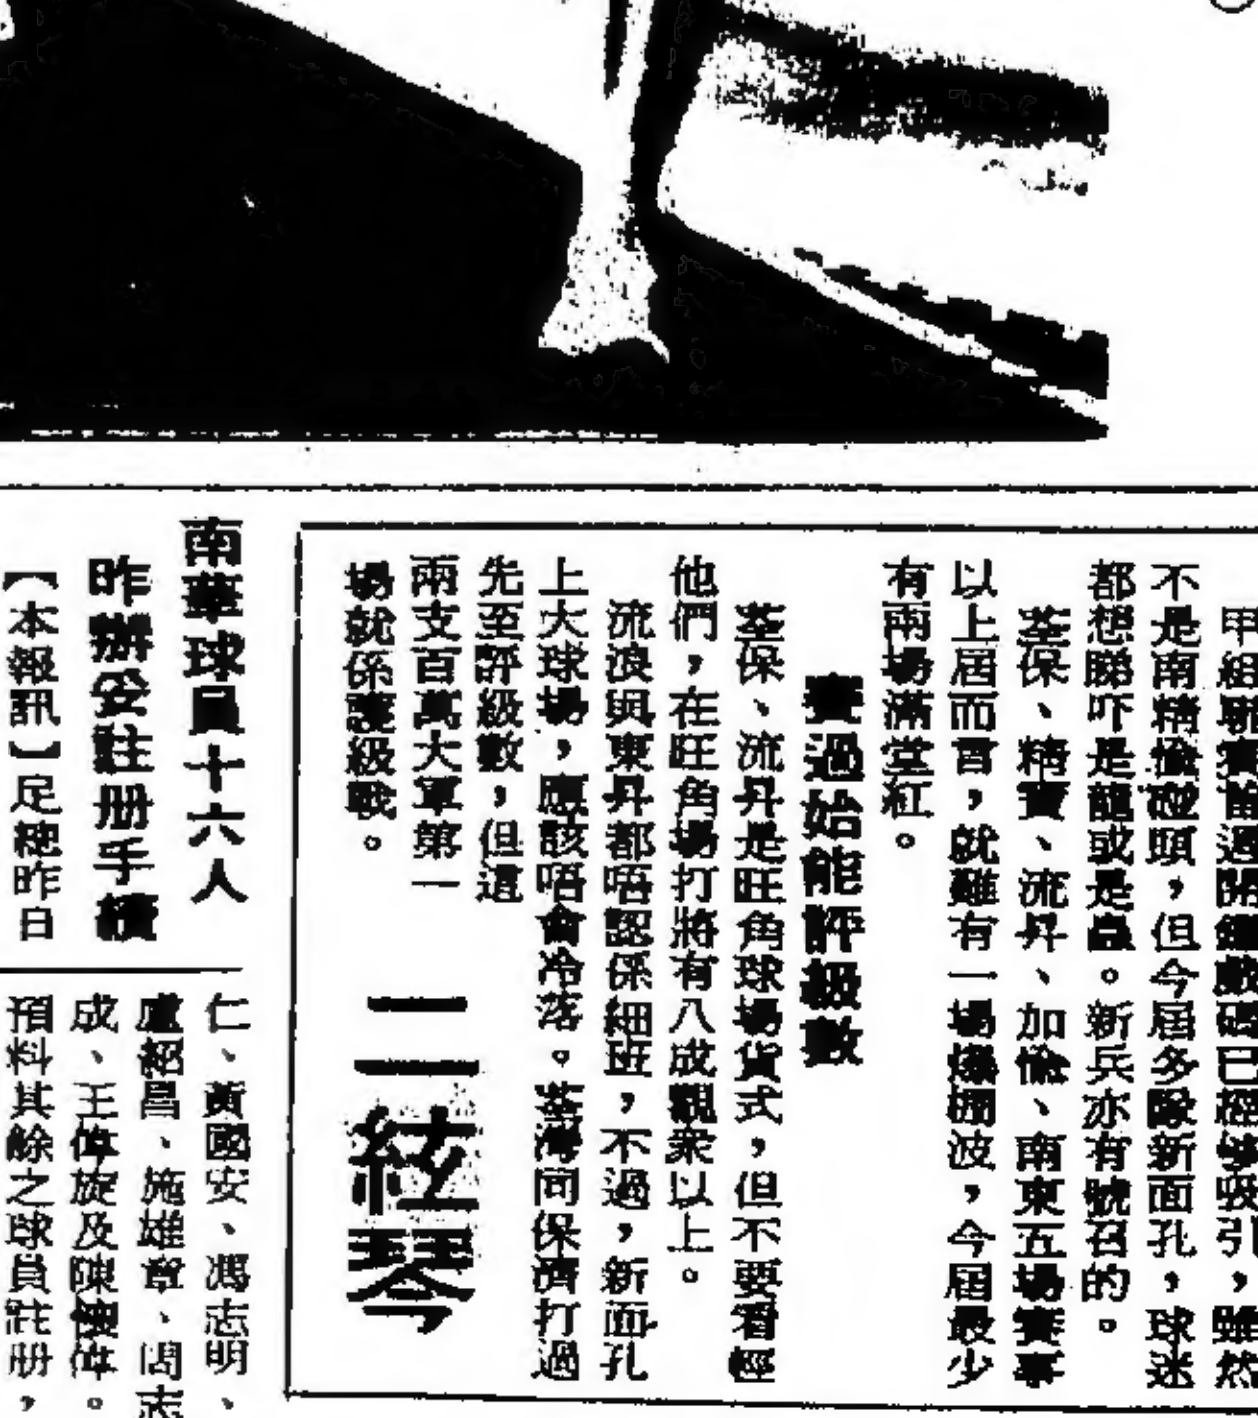 甲組聯賽首週開鑼戲碼已經夠吸引，雖然
不是南精愉碰頭，但今屆多隊新面孔，球迷
都想睇吓是龍或是蟲。新兵亦有號召的。
荃保、精寶、流昇、加愉、南東五場賽事
以上屆而言，就難有一場爆棚波，今屆最少
有兩場滿堂紅。
賽過始能評級數
荃保、流昇是旺角球場貨式，但不要看輕
他們，在旺角場打將有八成觀衆以上。
流浪與東昇都唔認係細班，不過，新面孔
上大球場，應該唔會冷落。荃灣同保濟打過
先至評級數，但這
兩支百萬大軍第一
場就係護級戰。
二絃琴
南華球員十六人
昨辦妥註册手續
【本報訊】足總昨日
仁、黃國安、馮志明、
盧紹昌、施雄章、周志
成、王偉旋及陳偉。
預料其餘之球員註册，